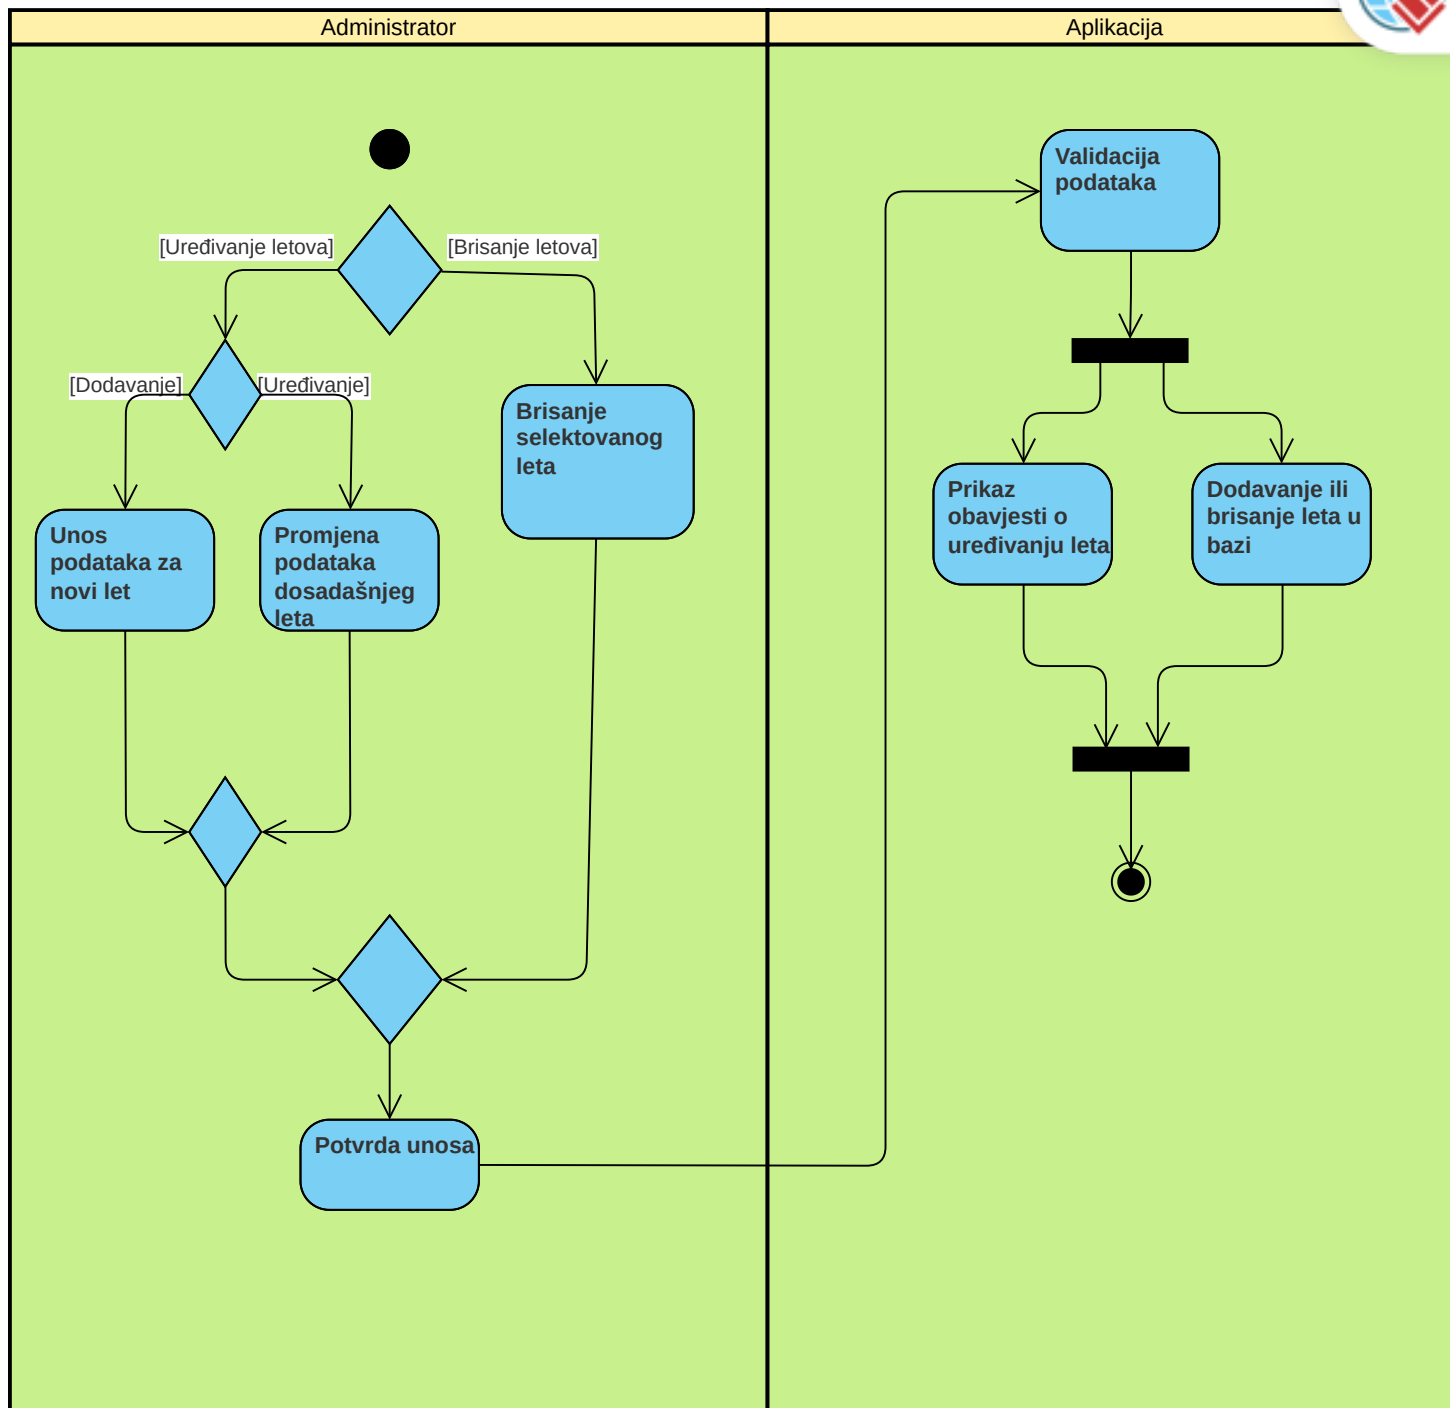 Administrator
Aplikacija
[Uređivanje letova]
[Brisanje letova]
[Dodavanje]
[Uređivanje]
Brisanje
selektovanog
leta
Unos
podataka za
novi let
Promjena
podataka
dosadašnjeg
leta
Potvrda unosa
Validacija
podataka
Prikaz
obavjesti o
uređivanju leta
Dodavanje ili
brisanje leta u
bazi